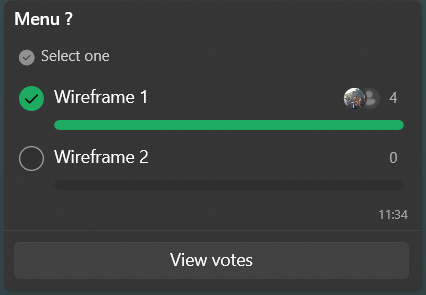 Menu ?
Select one
Wireframe 1 4
Wireframe 2 0
11:34
View votes